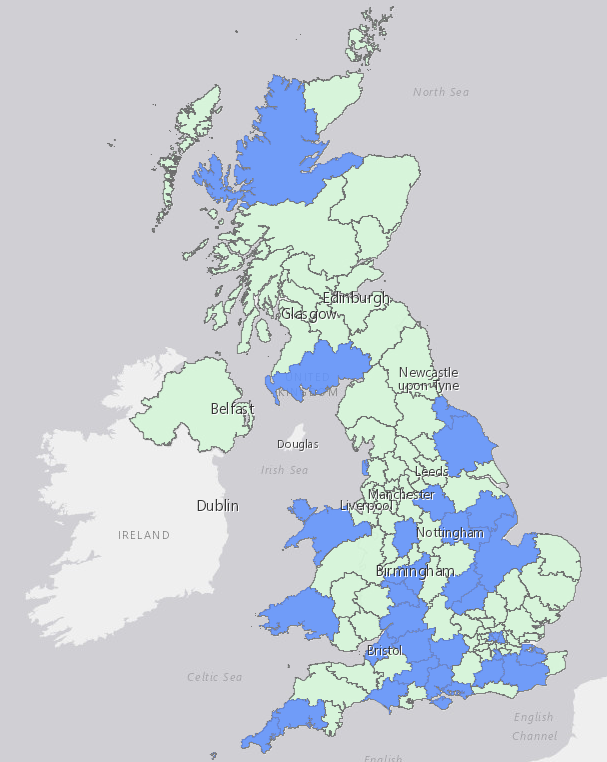 North Sea
Edinburgh
Glasgow
UNITED
KINGDOM
Newcastle
upon Tyne
Belfast
Douglas
Irish Sea
Leeds
Manchester
Liverpool
Dublin
IRELAND
Nottingham
Birmingham
Bristol
Celtic Sea
English
Channel
English